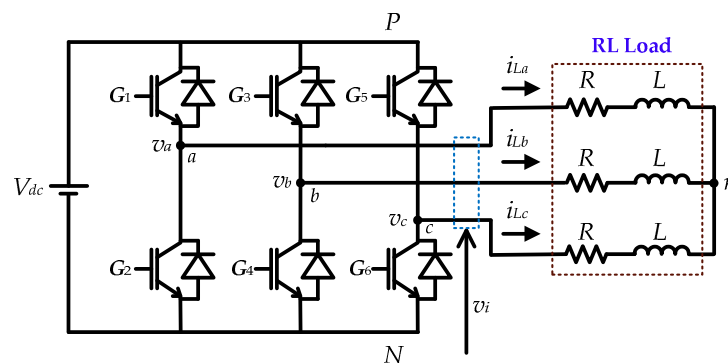 P
RL Load
iLa
R L
G1 G3 G5
va a
iLb
R L
Vdc
vb b
n
vc c
iLc
R L
G2 G4 G6
vi
N